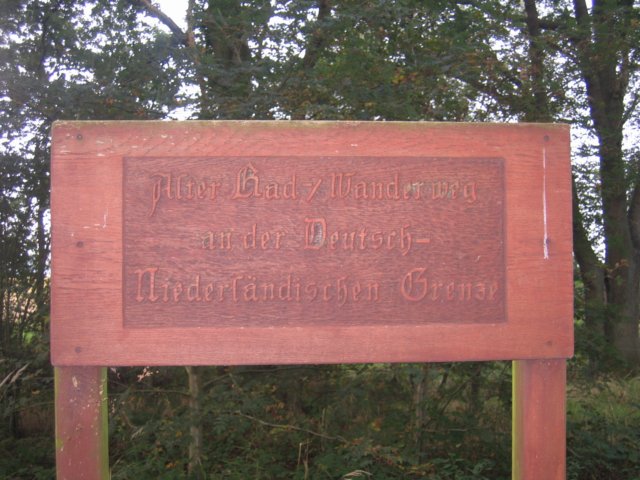 Alter Rad/Wanderweg
an der Deutsch-
Niederländischen Grenze